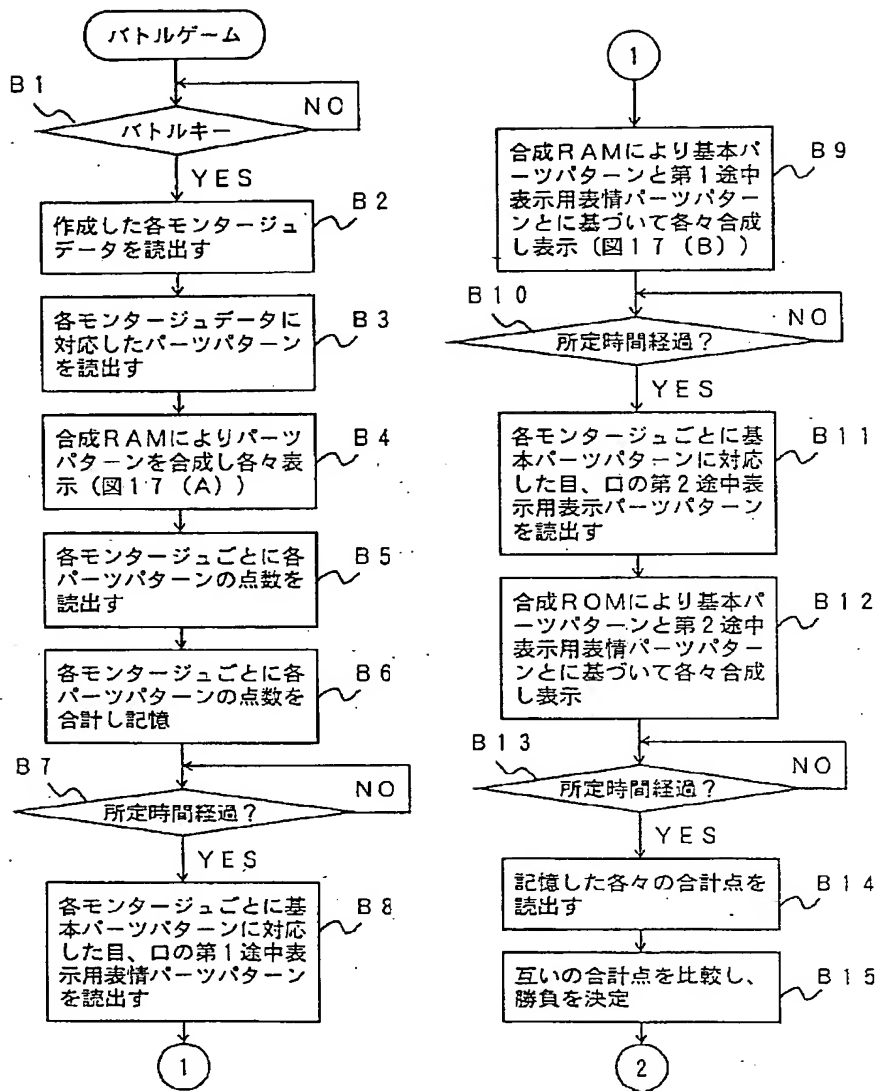 バトルゲーム
B1
NO
バトルキー
YES
B2
作成した各モンタージュ
データを読出す
B3
各モンタージュデータに
対応したパーツパターン
を読出す
B4
合成RAMによりパーツ
パターンを合成し各々表
示(図17(A))
B5
各モンタージュごとに各
パーツパターンの点数を
読出す
B6
各モンタージュごとに各
パーツパターンの点数を
合計し記憶
B7
NO
所定時間経過?
YES
B8
各モンタージュごとに基
本パーツパターンに対応
した目、口の第1途中表
示用表情パーツパターン
を読出す
1
1
B9
合成RAMにより基本パ
ーツパターンと第1途中
表示用表情パーツパター
ンとに基づいて各々合成
し表示(図17(B))
B10
NO
所定時間経過?
YES
B11
各モンタージュごとに基
本パーツパターンに対応
した目、口の第2途中表
示用表示パーツパターン
を読出す
B12
合成ROMにより基本パ
ーツパターンと第2途中
表示用表情パーツパター
ンとに基づいて各々合成
し表示
B13
NO
所定時間経過?
YES
B14
記憶した各々の合計点を
読出す
B15
互いの合計点を比較し、
勝負を決定
2